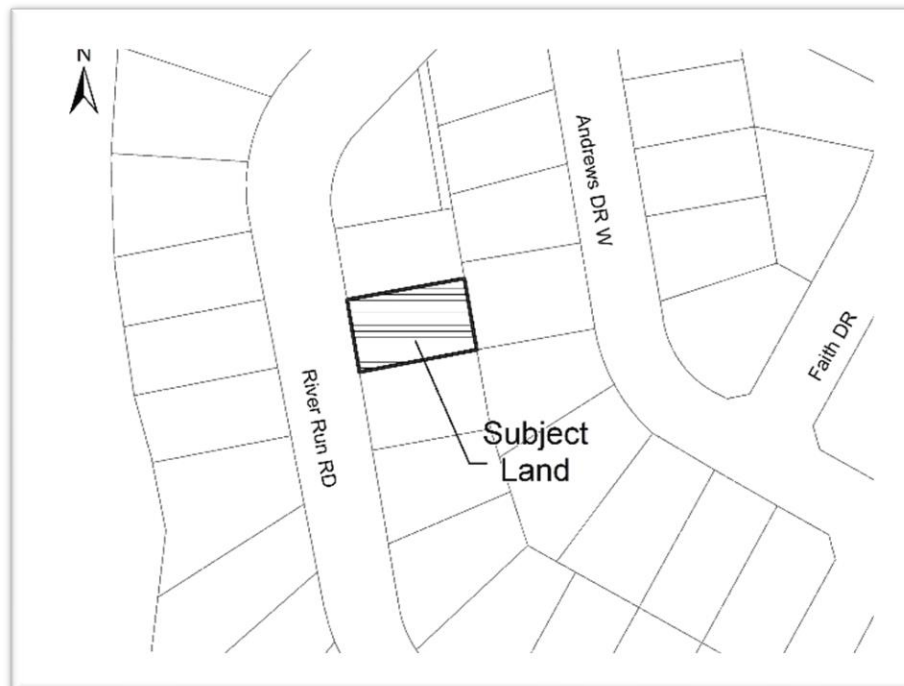 N
Andrews DR W
Faith DR
River Run RD
Subject
Land